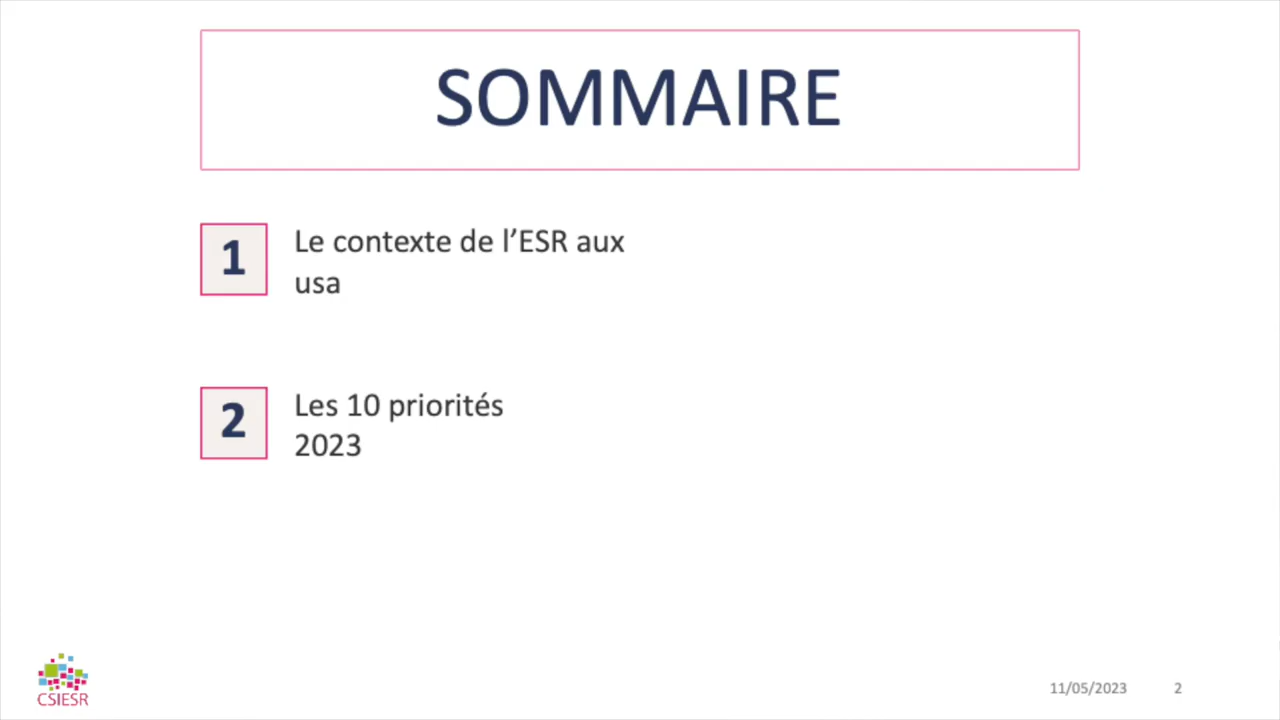 SOMMAIRE
1
Le contexte de l’ESR aux
usa
2
Les 10 priorités
2023
CSIESR
11/05/2023
2